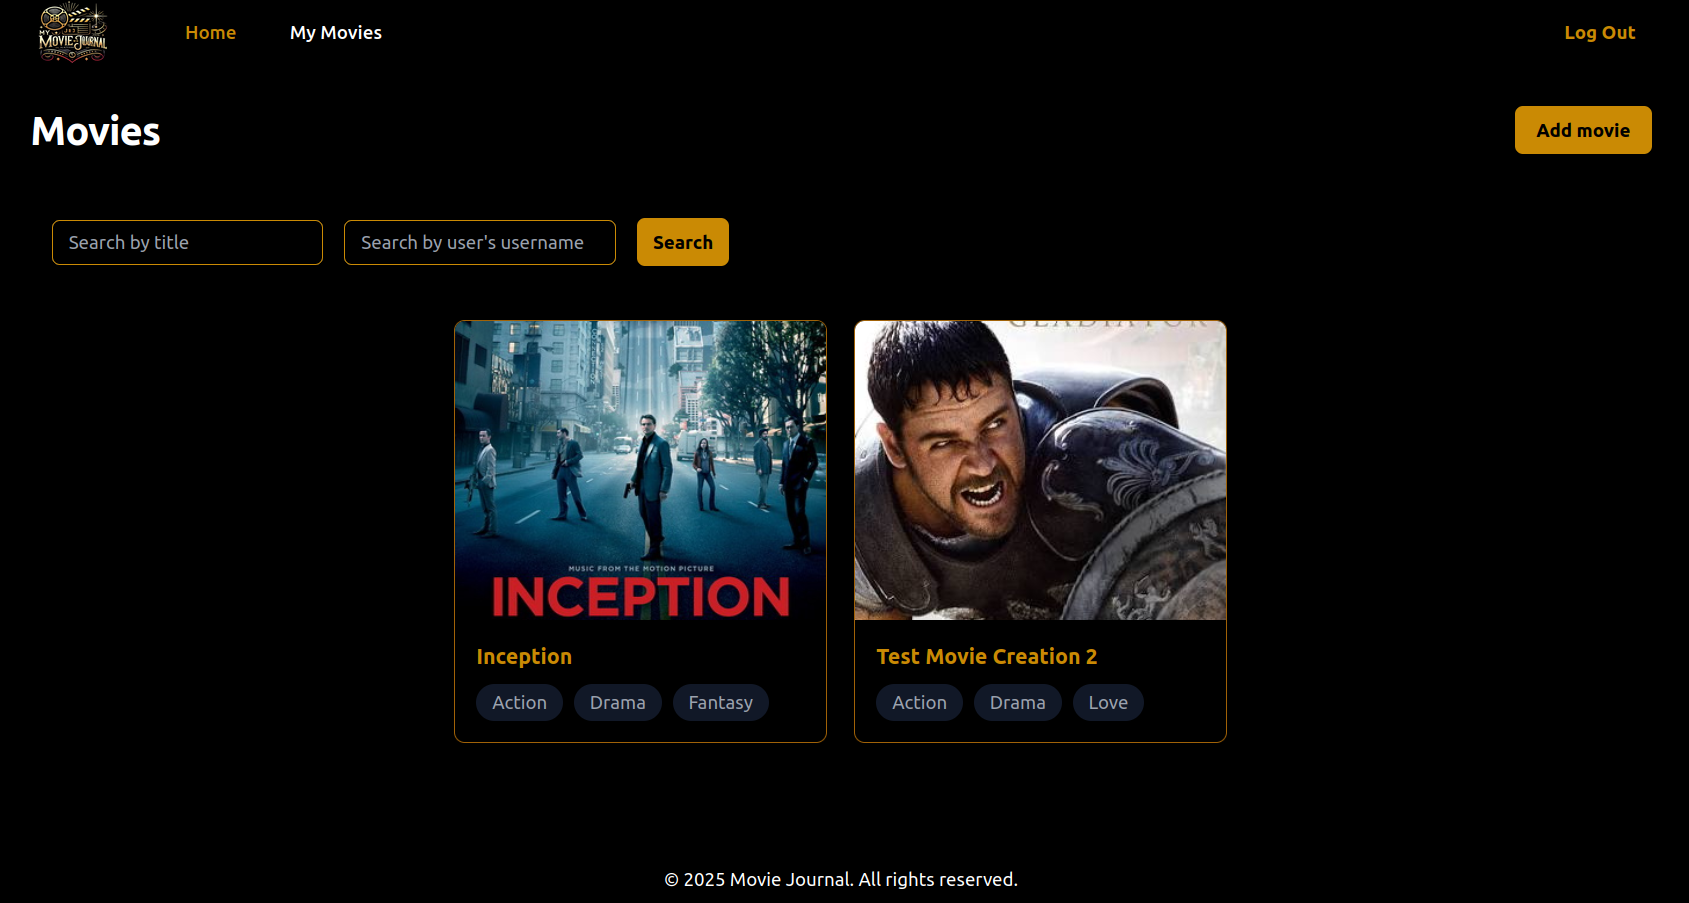 MY
MOVIE JOURNAL
Home
My Movies
Log Out
Movies
Add movie
Search by title
Search by user's username
Search
MUSIC FROM THE MOTION PICTURE
INCEPTION
GLADIATOR
Inception
Action
Drama
Fantasy
Test Movie Creation 2
Action
Drama
Love
© 2025 Movie Journal. All rights reserved.